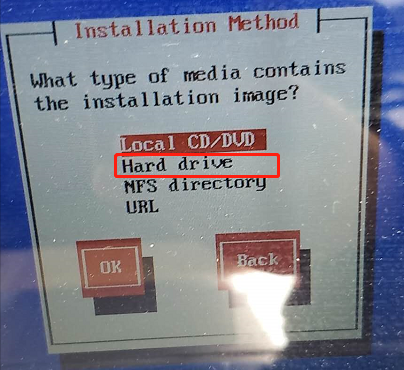 Installation Method
What type of media contains
the installation image?
Local CD/DVD
Hard drive
NFS directory
URL
OK
Back